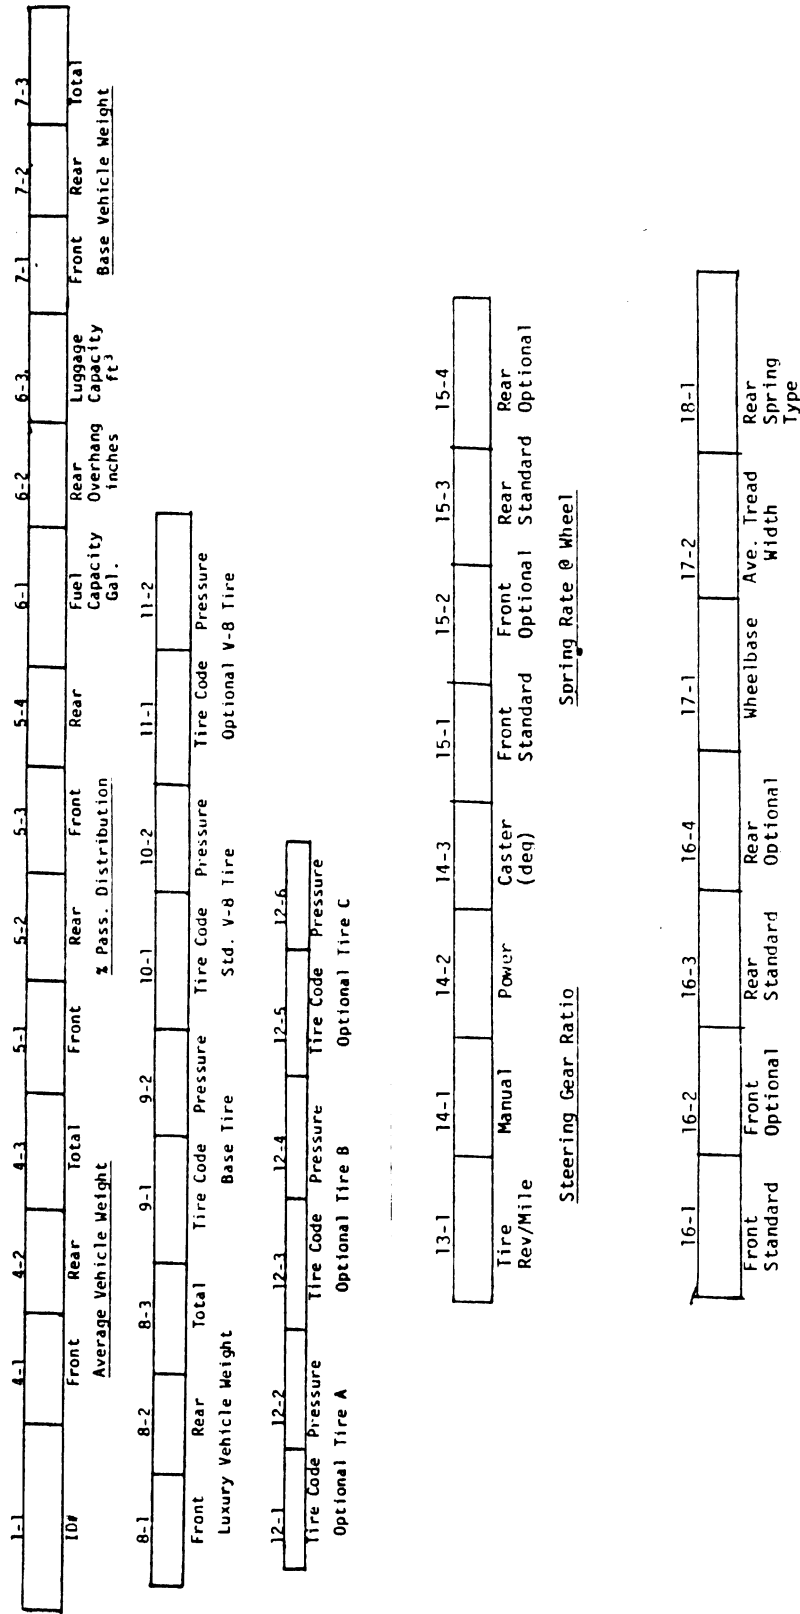 1-1 4-1 4-2 4-3 5-1 5-2 5-3 5-4 6-1 6-2 6-3 7-1 7-2 7-3
ID# Front Rear Total Front Rear Front Rear Fuel Rear Luggage Front Rear Total
Capacity Overhang Capacity
Gal. inches ft³
Average Vehicle Weight % Pass. Distribution Base Vehicle Weight
8-1 8-2 8-3 9-1 9-2 10-1 10-2 11-1 11-2
Front Rear Total Tire Code Pressure Tire Code Pressure Tire Code Pressure
Luxury Vehicle Weight Base Tire Std. V-8 Tire Optional V-8 Tire
12-1 12-2 12-3 12-4 12-5 12-6
Tire Code Pressure Tire Code Pressure Tire Code Pressure
Optional Tire A Optional Tire B Optional Tire C
13-1 14-1 14-2 14-3 15-1 15-2 15-3 15-4
Tire Manual Power Caster Front Front Rear Rear
Rev/Mile (deg) Standard Optional Standard Optional
Steering Gear Ratio Spring Rate @ Wheel
16-1 16-2 16-3 16-4 17-1 17-2 18-1
Front Front Rear Rear Wheelbase Ave. Tread Rear
Standard Optional Standard Optional Width Spring
Type